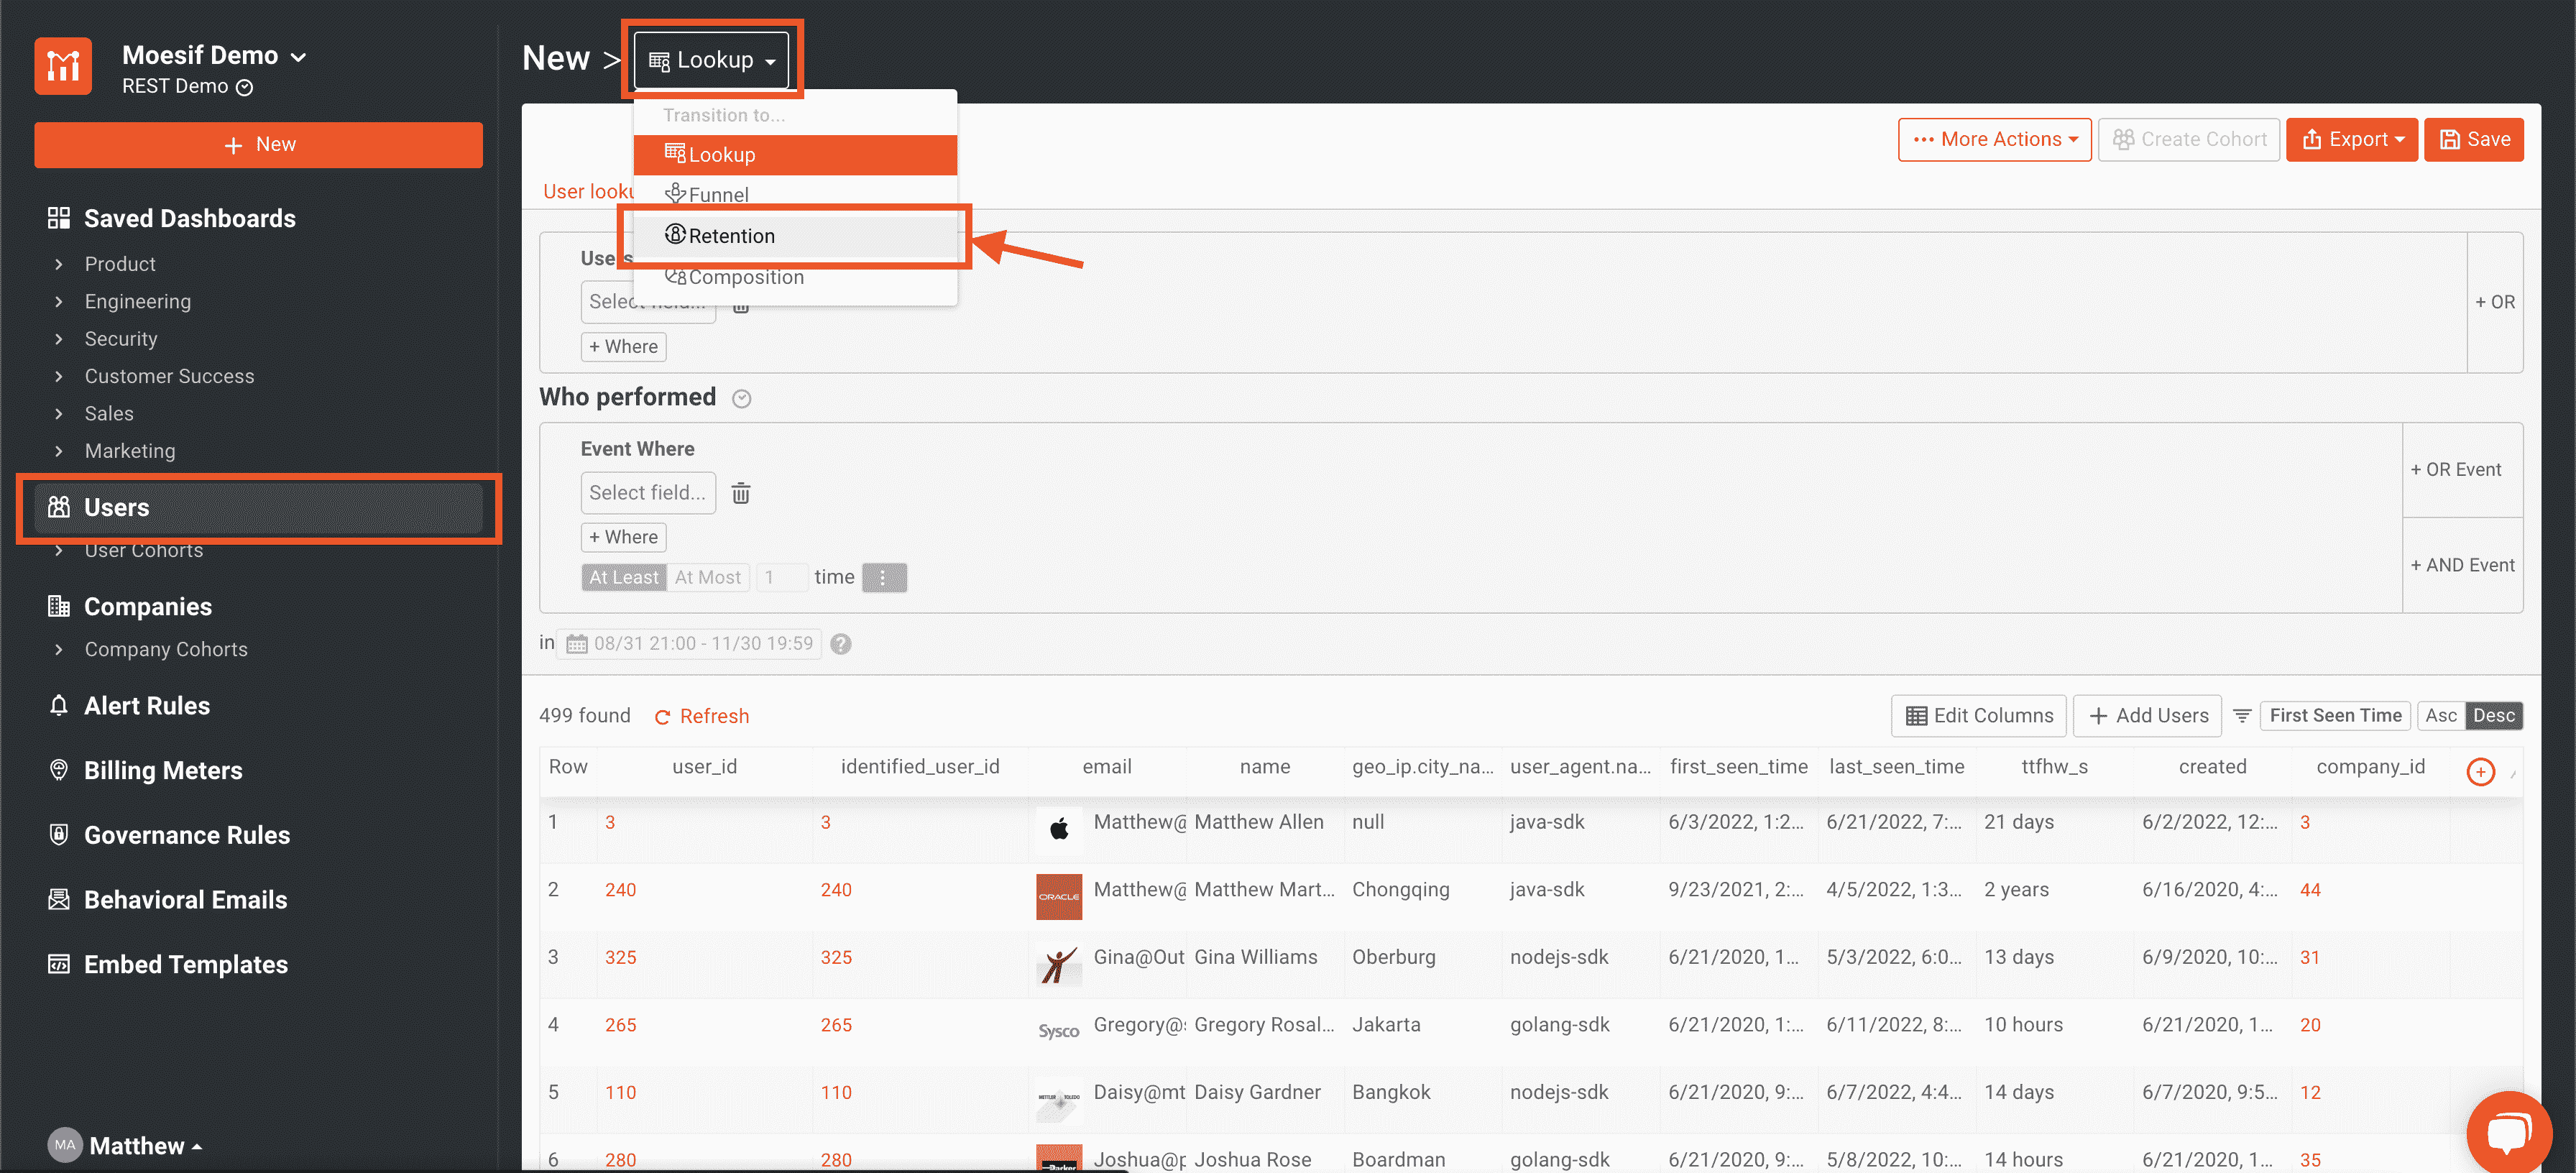 Moesif Demo
REST Demo
+ New
Saved Dashboards
Product
Engineering
Security
Customer Success
Sales
Marketing
Users
User Cohorts
Companies
Company Cohorts
Alert Rules
Billing Meters
Governance Rules
Behavioral Emails
Embed Templates
MA Matthew
New > Lookup
Transition to...
Lookup
Funnel
Retention
Composition
··· More Actions Create Cohort Export Save
User looku
Users
Select field...
+ Where
+ OR
Who performed
Event Where
Select field...
+ Where
At Least At Most 1 time
+ OR Event
+ AND Event
in 08/31 21:00 - 11/30 19:59 ?
499 found Refresh Edit Columns + Add Users First Seen Time Asc Desc
Row user_id identified_user_id email name geo_ip.city_na... user_agent.na... first_seen_time last_seen_time ttfhw_s created company_id +
1 3 3 Matthew@ Matthew Allen null java-sdk 6/3/2022, 1:2... 6/21/2022, 7:... 21 days 6/2/2022, 12:... 3
2 240 240 ORACLE Matthew@ Matthew Mart... Chongqing java-sdk 9/23/2021, 2:... 4/5/2022, 1:3... 2 years 6/16/2020, 4:... 44
3 325 325 Gina@Out Gina Williams Oberburg nodejs-sdk 6/21/2020, 1... 5/3/2022, 6:0... 13 days 6/9/2020, 10:... 31
4 265 265 Sysco Gregory@ Gregory Rosal... Jakarta golang-sdk 6/21/2020, 1:... 6/11/2022, 8:... 10 hours 6/21/2020, 1... 20
5 110 110 METTLER TOLEDO Daisy@mt Daisy Gardner Bangkok nodejs-sdk 6/21/2020, 9:... 6/7/2022, 4:4... 14 days 6/7/2020, 9:5... 12
6 280 280 Parker Joshua@p Joshua Rose Boardman golang-sdk 6/21/2020, 9:... 5/8/2022, 10:... 14 hours 6/21/2020, 1... 35